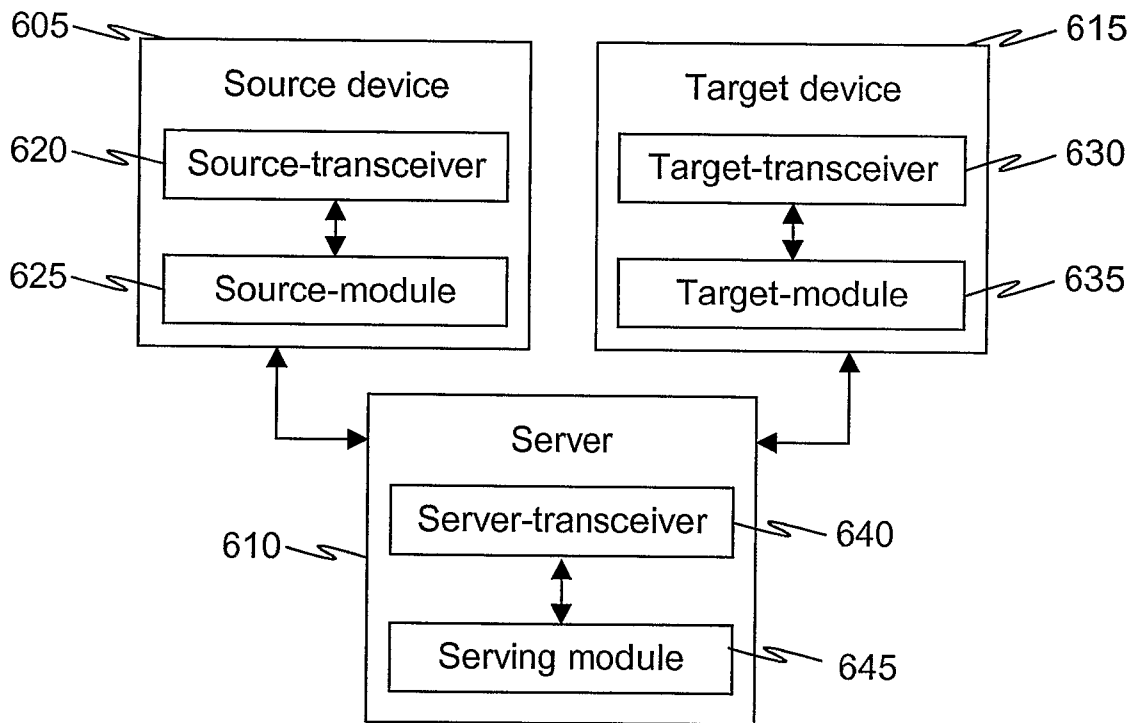 605
615
Source device
Target device
620
Source-transceiver
Target-transceiver
630
625
Source-module
Target-module
635
Server
610
Server-transceiver
640
Serving module
645